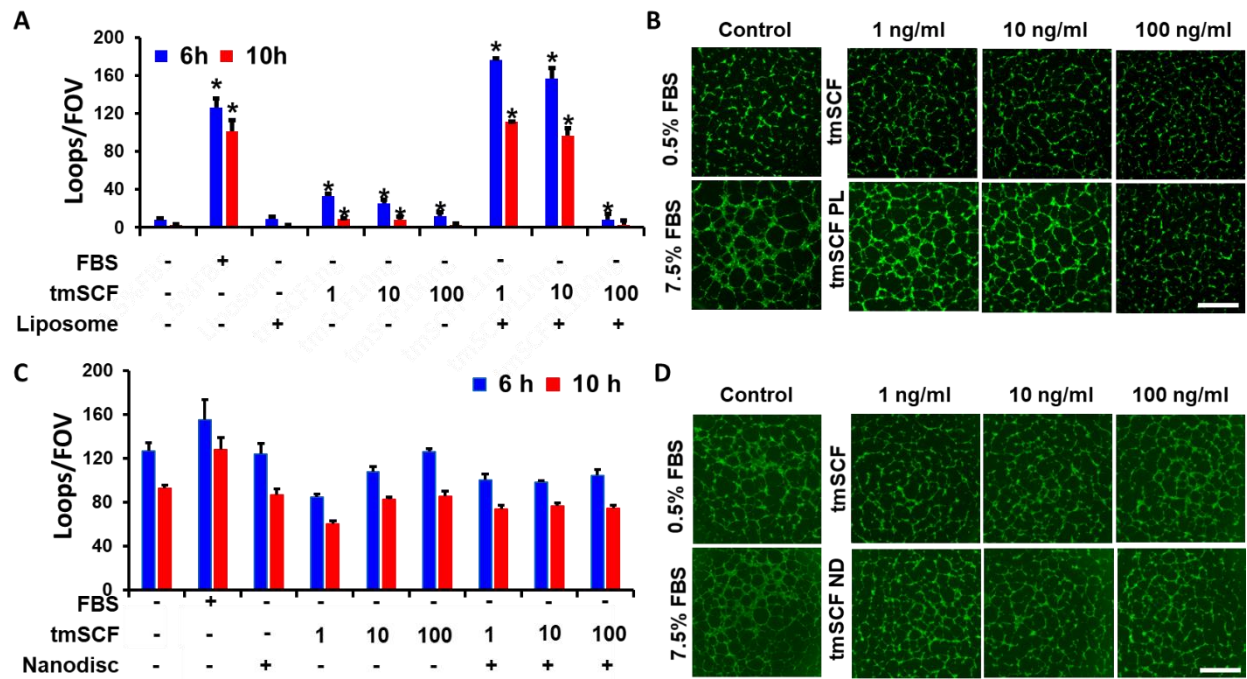 A
200
160
120
80
40
0
Loops/FOV
6h 10h
* * * * * * * * * * * *
FBS - + - - - - - - -
tmSCF - - - 1 10 100 1 10 100
Liposome - - + - - - + + +
B
Control 1 ng/ml 10 ng/ml 100 ng/ml
0.5% FBS tmSCF
7.5% FBS tmSCF PL
C
200
160
120
80
40
0
Loops/FOV
6 h 10 h
FBS - + - - - - - - -
tmSCF - - - 1 10 100 1 10 100
Nanodisc - - + - - - + + +
D
Control 1 ng/ml 10 ng/ml 100 ng/ml
0.5% FBS tmSCF
7.5% FBS tmSCF ND